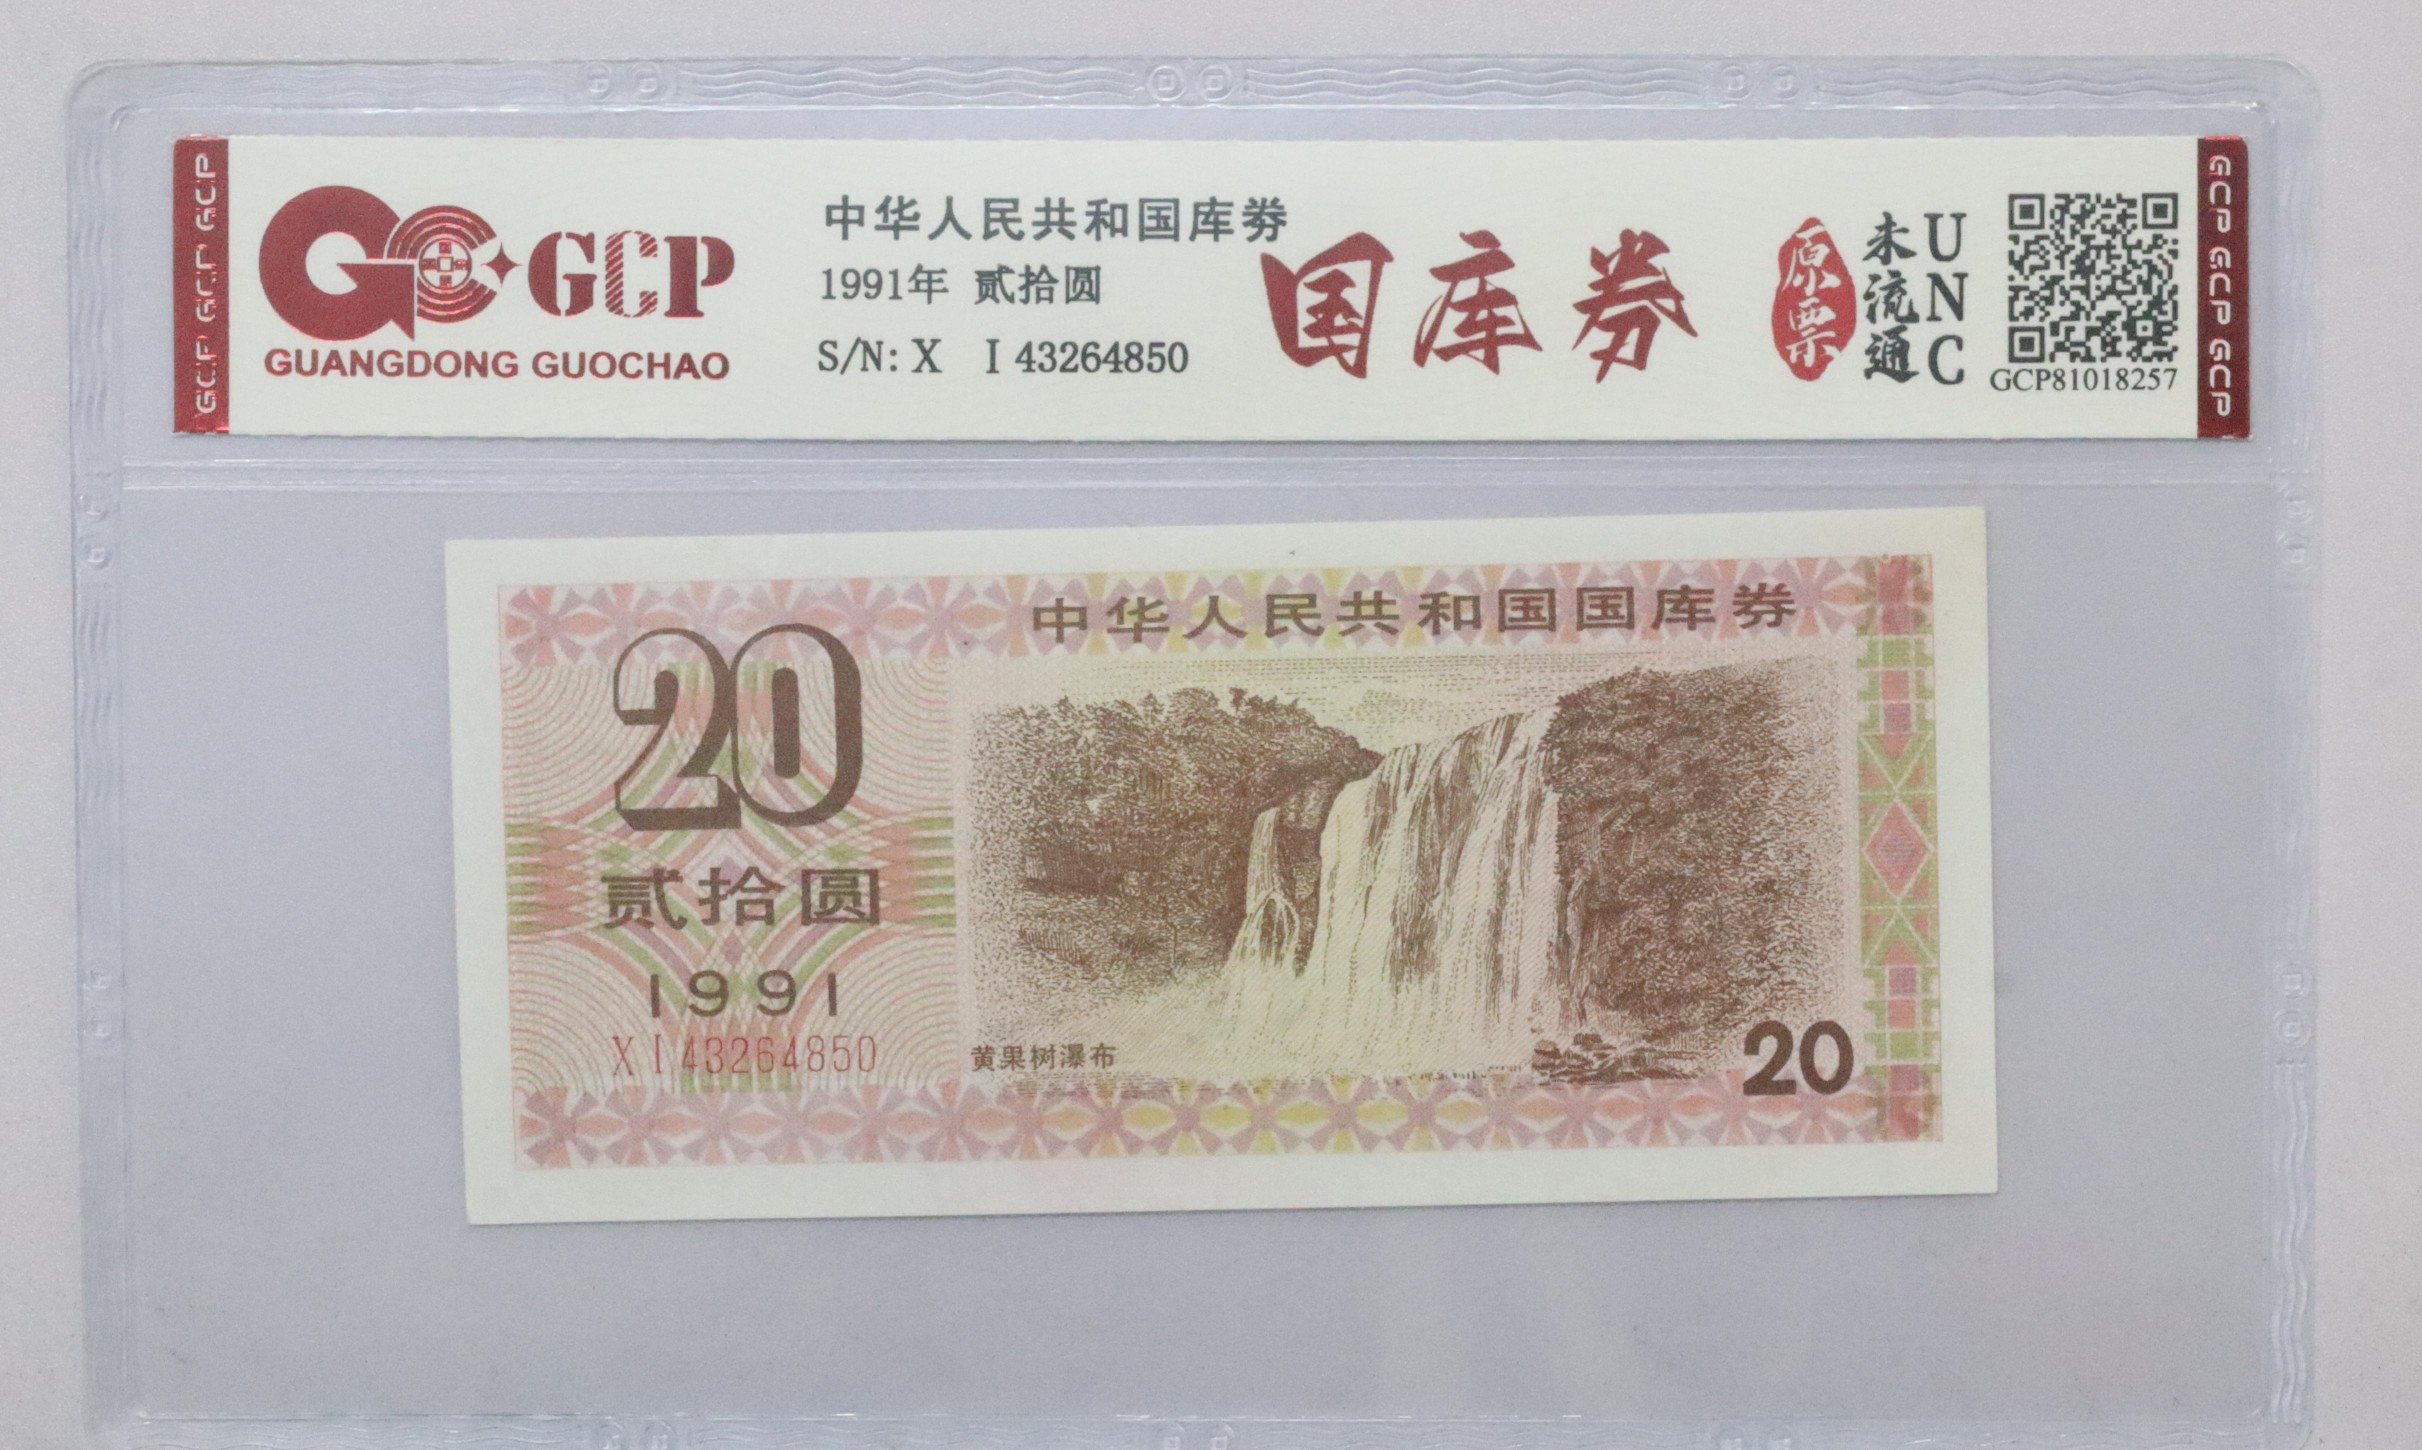 GCP GCP GCP
GCP
GUANGDONG GUOCHAO
中华人民共和国库券
1991年 贰拾圆
S/N: X I 43264850
国库券
原票
未流通
UNC
GCP81018257
GCP GCP GCP GCP
中华人民共和国国库券
20
贰拾圆
1991
X I 43264850
黄果树瀑布
20